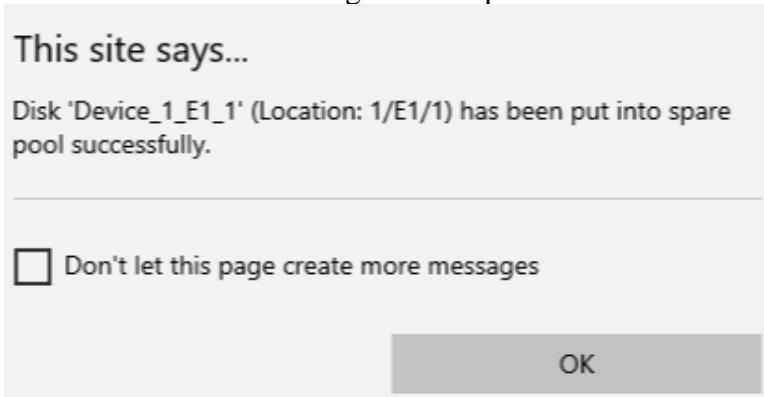 This site says...
Disk 'Device_1_E1_1' (Location: 1/E1/1) has been put into spare
pool successfully.
Don't let this page create more messages
OK